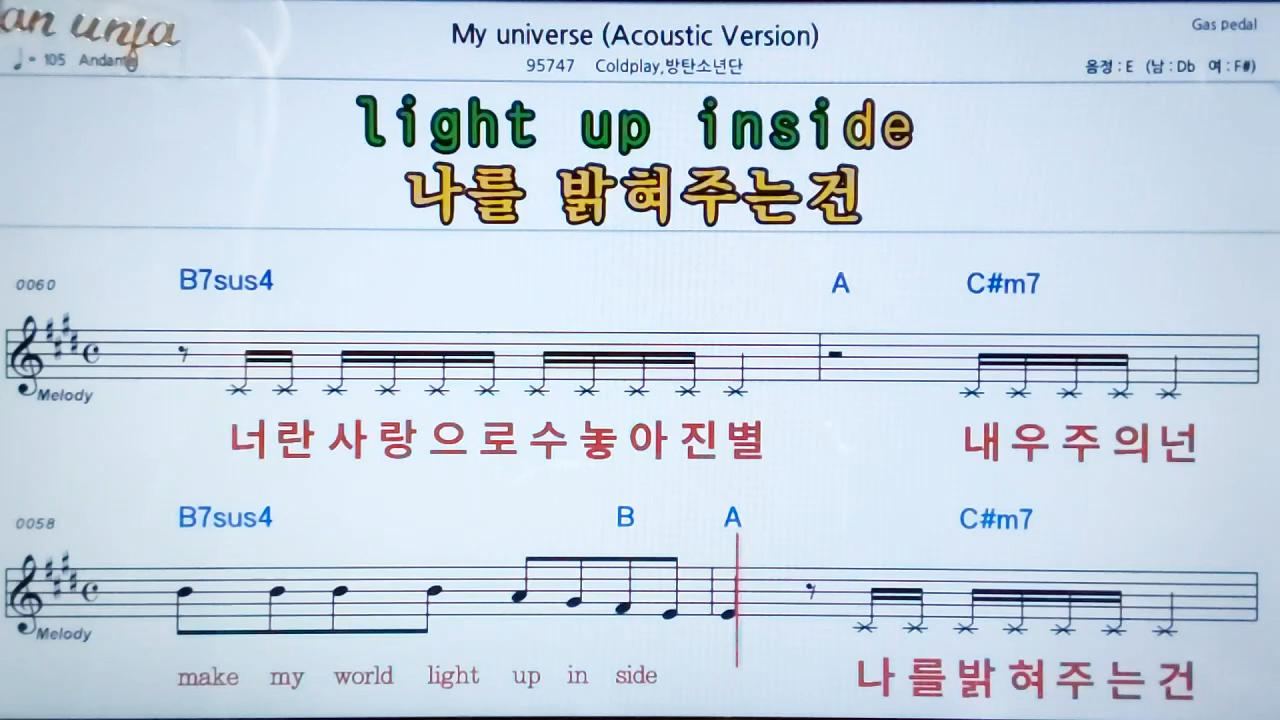 an unja
My universe (Acoustic Version)
Gas pedal
♩= 105 Andante
95747 Coldplay,방탄소년단
음정 : E (남 : Db 여 : F#)
light up inside
나를 밝혀주는건
0060 B7sus4 A C#m7
Melody
너란사랑으로수놓아진별 내우주의넌
0058 B7sus4 B A C#m7
Melody
make my world light up in side 나를밝혀주는건